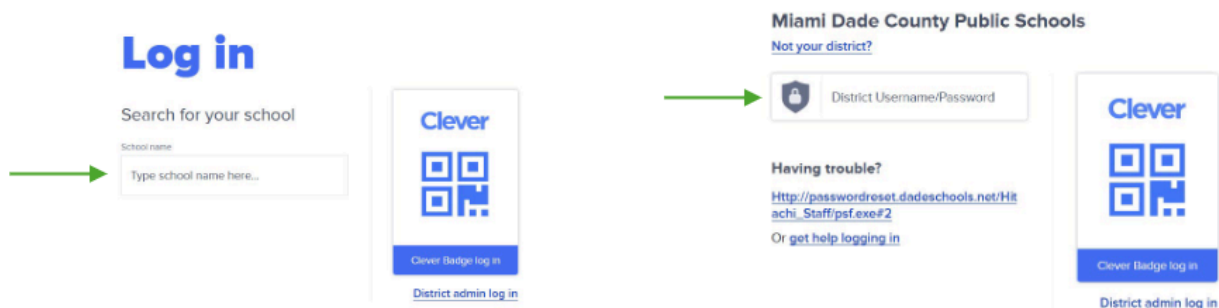 Log in
Search for your school
School name
Type school name here...
Clever
Clever Badge log in
District admin log in
Miami Dade County Public Schools
Not your district?
District Username/Password
Having trouble?
Http://passwordreset.dadeschools.net/Hit
achi_Staff/psf.exe#2
Or get help logging in
Clever
Clever Badge log in
District admin log in